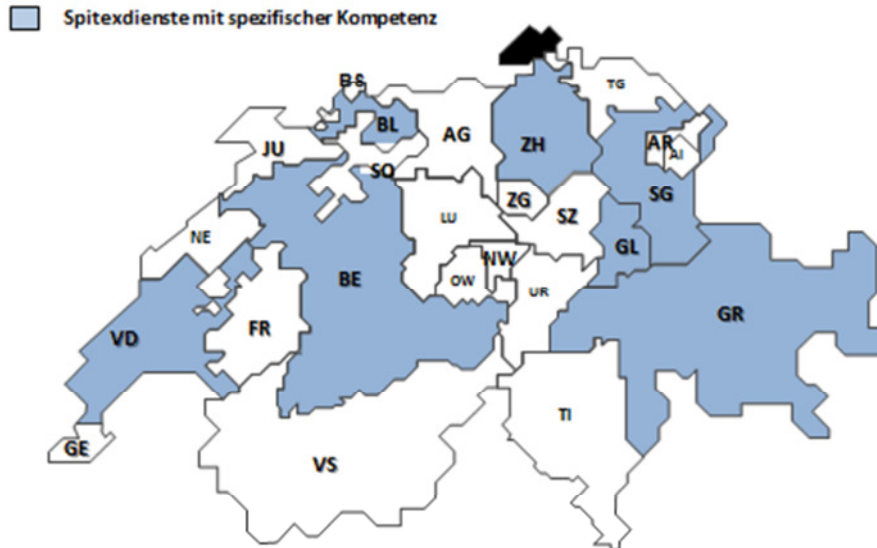 Spitexdienste mit spezifischer Kompetenz
BS
TG
BL
AG
ZH
AR
AI
JU
SO
ZG
SG
LU
SZ
NE
GL
NW
BE
OW
UR
GR
VD
FR
TI
GE
VS